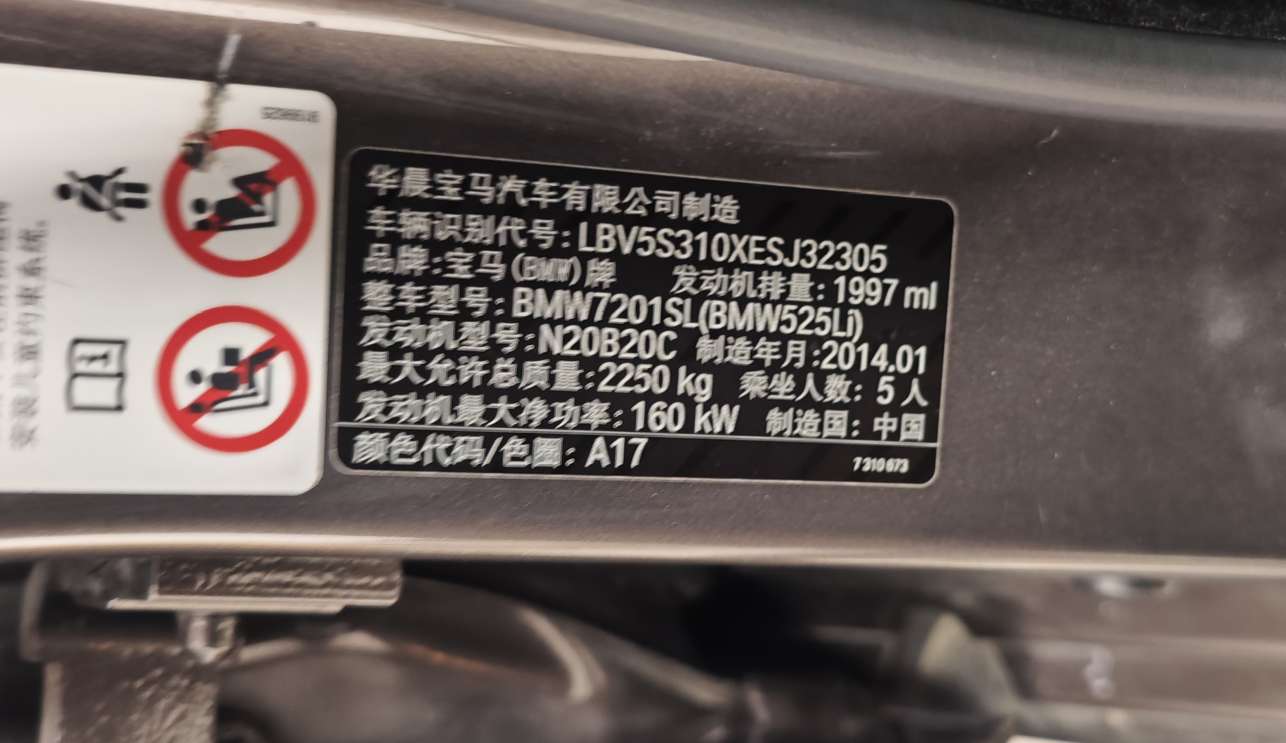 华晨宝马汽车有限公司制造
车辆识别代号:LBV5S310XESJ32305
品牌:宝马(BMW)牌 发动机排量:1997 ml
整车型号:BMW7201SL(BMW525Li)
发动机型号:N20B20C 制造年月:2014.01
最大允许总质量:2250 kg 乘坐人数: 5 人
发动机最大净功率: 160 kW 制造国: 中国
颜色代码/色圈: A17
7310673